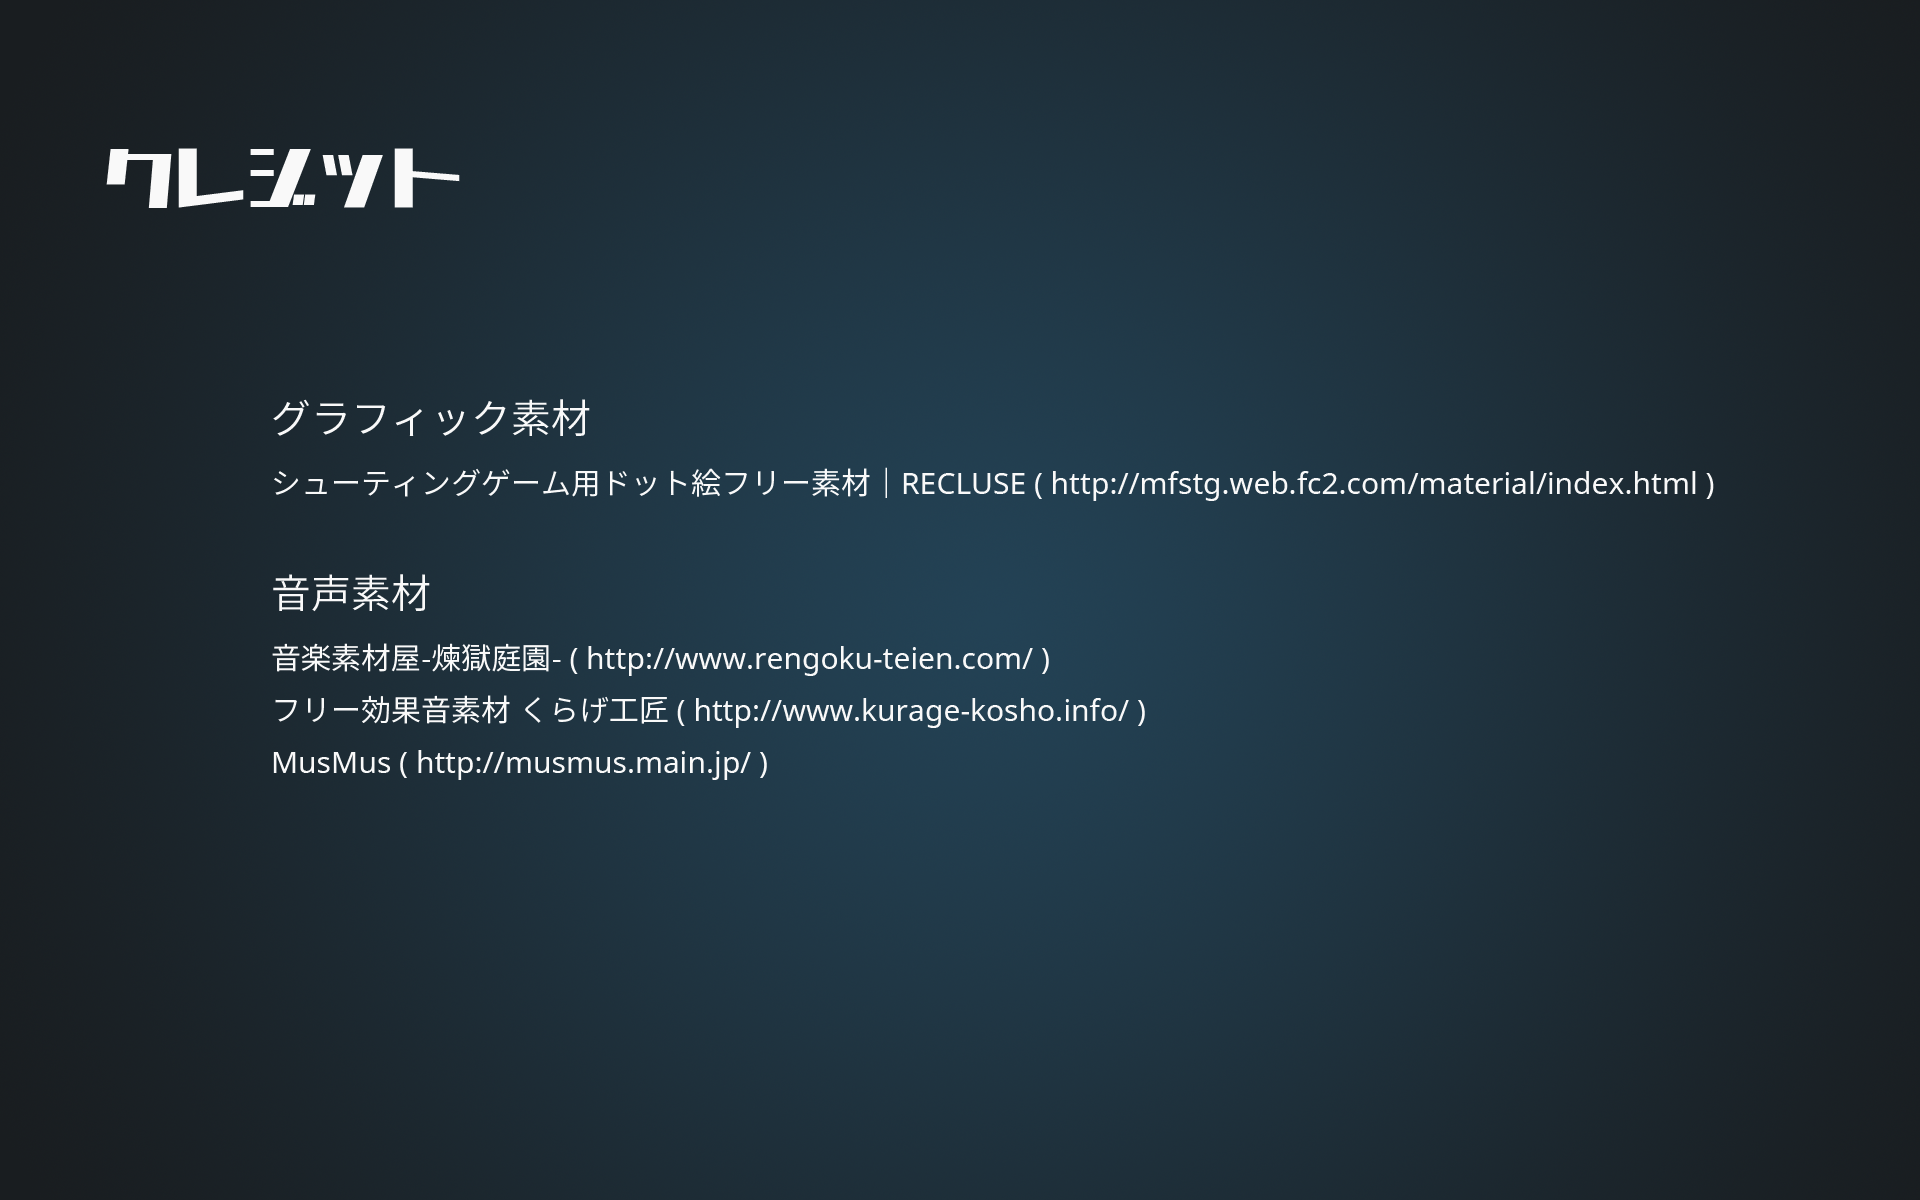 クレジット
グラフィック素材
シューティングゲーム用ドット絵フリー素材｜RECLUSE ( http://mfstg.web.fc2.com/material/index.html )
音声素材
音楽素材屋-煉獄庭園- ( http://www.rengoku-teien.com/ )
フリー効果音素材 くらげ工匠 ( http://www.kurage-kosho.info/ )
MusMus ( http://musmus.main.jp/ )